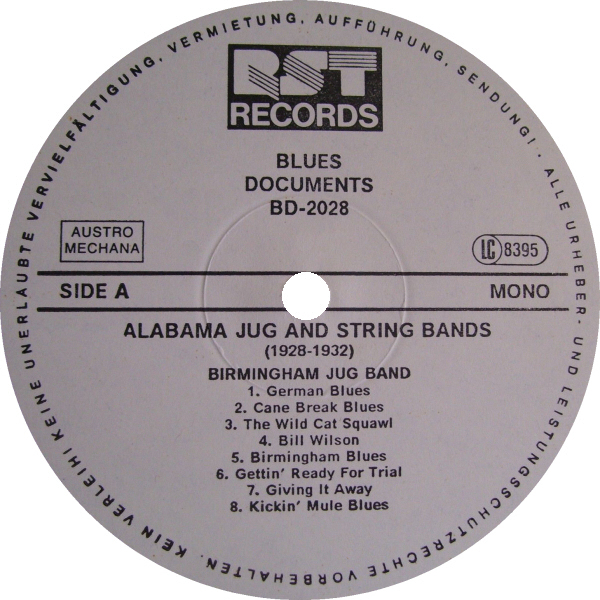 RST
RECORDS
BLUES
DOCUMENTS
BD-2028
AUSTRO
MECHANA
LC 8395
SIDE A
MONO
ALABAMA JUG AND STRING BANDS
(1928-1932)
BIRMINGHAM JUG BAND
1. German Blues
2. Cane Break Blues
3. The Wild Cat Squawl
4. Bill Wilson
5. Birmingham Blues
6. Gettin' Ready For Trial
7. Giving It Away
8. Kickin' Mule Blues
ALLE URHEBER- UND LEISTUNGSSCHUTZRECHTE VORBEHALTEN. KEIN VERLEIH! KEINE UNERLAUBTE VERVIELFÄLTIGUNG, VERMIETUNG, AUFFÜHRUNG, SENDUNG! ·